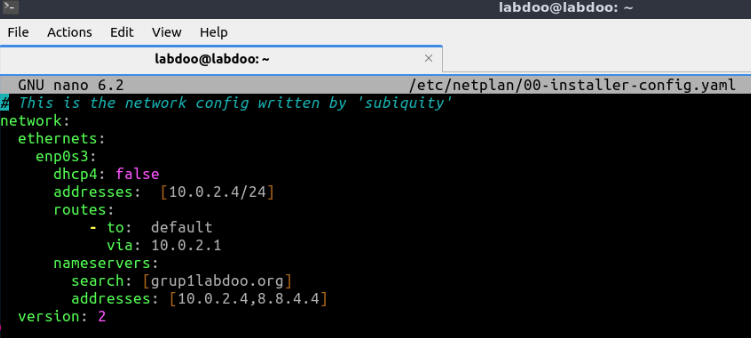 labdoo@labdoo: ~
File Actions Edit View Help
labdoo@labdoo: ~ ×
GNU nano 6.2 /etc/netplan/00-installer-config.yaml
# This is the network config written by 'subiquity'
network:
  ethernets:
    enp0s3:
      dhcp4: false
      addresses:  [10.0.2.4/24]
      routes:
          - to:  default
            via: 10.0.2.1
      nameservers:
        search: [grup1labdoo.org]
        addresses: [10.0.2.4,8.8.4.4]
  version: 2